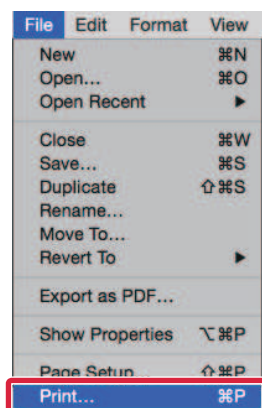 File Edit Format View
New ⌘N
Open... ⌘O
Open Recent ▶
Close ⌘W
Save... ⌘S
Duplicate ⇧⌘S
Rename...
Move To...
Revert To ▶
Export as PDF...
Show Properties ⌥⌘P
Page Setup... ⇧⌘P
Print... ⌘P